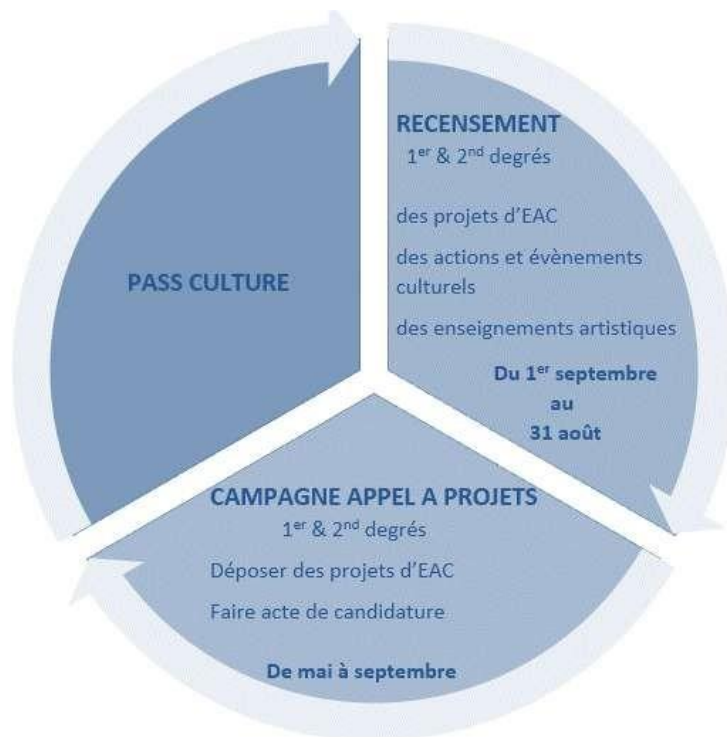 RECENSEMENT
1er & 2nd degrés
des projets d’EAC
des actions et évènements
culturels
des enseignements artistiques
Du 1er septembre
au
31 août
CAMPAGNE APPEL A PROJETS
1er & 2nd degrés
Déposer des projets d’EAC
Faire acte de candidature
De mai à septembre
PASS CULTURE